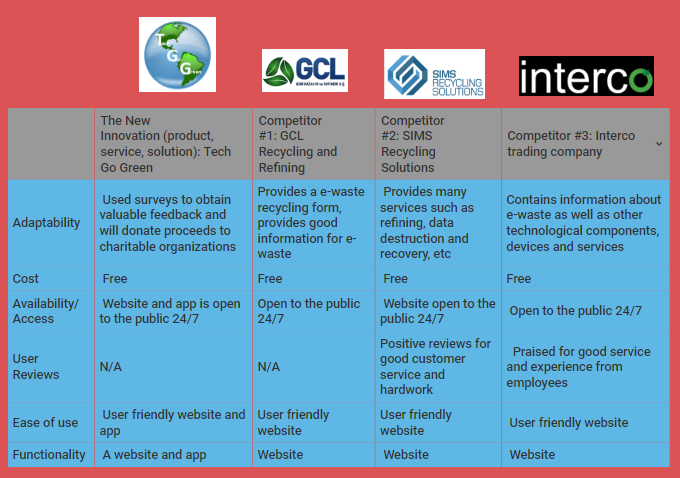 Tech
Go
Green
GCL
SIMS
RECYCLING
SOLUTIONS
interco
The New
Innovation (product,
service, solution): Tech
Go Green
Competitor
#1: GCL
Recycling and
Refining
Competitor
#2: SIMS
Recycling
Solutions
Competitor #3: Interco
trading company
Adaptability
Used surveys to obtain
valuable feedback and
will donate proceeds to
charitable organizations
Provides a e-waste
recycling form,
provides good
information for e-
waste
Provides many
services such as
refining, data
destruction and
recovery, etc
Contains information about
e-waste as well as other
technological components,
devices and services
Cost
Free
Free
Free
Free
Availability/
Access
Website and app is open
to the public 24/7
Open to the public
24/7
Website open to the
public 24/7
Open to the public 24/7
User
Reviews
N/A
N/A
Positive reviews for
good customer
service and
hardwork
Praised for good service
and experience from
employees
Ease of use
User friendly website and
app
User friendly
website
User friendly
website
User friendly website
Functionality
A website and app
Website
Website
Website